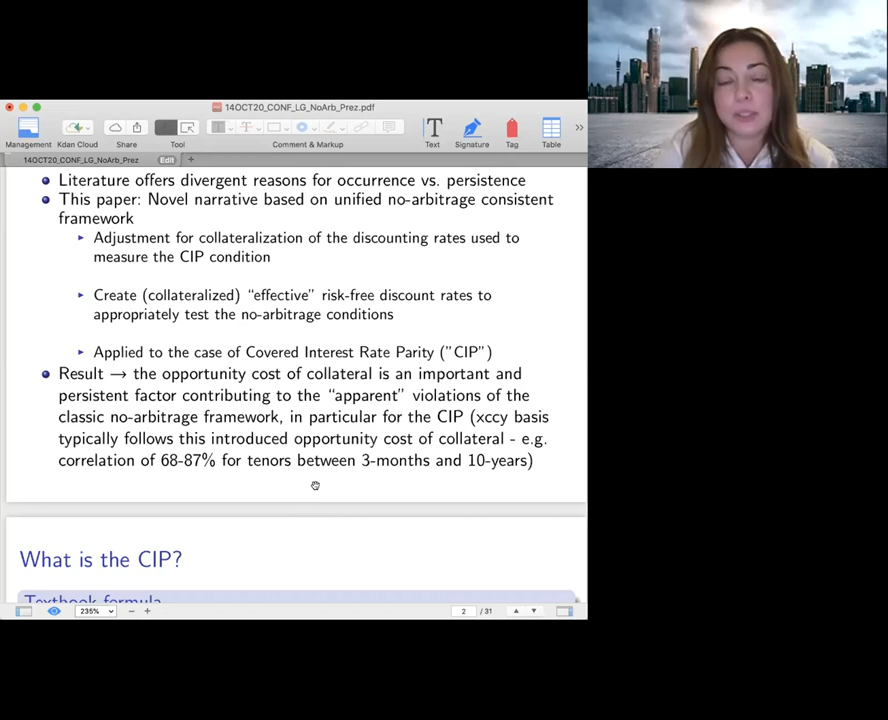 14OCT20_CONF_LG_NoArb_Prez.pdf
Management Kdan Cloud Share Tool Comment & Markup Text Signature Tag Table
14OCT20_CONF_LG_NoArb_Prez Edit
Literature offers divergent reasons for occurrence vs. persistence
This paper: Novel narrative based on unified no-arbitrage consistent
framework
Adjustment for collateralization of the discounting rates used to
measure the CIP condition
Create (collateralized) “effective” risk-free discount rates to
appropriately test the no-arbitrage conditions
Applied to the case of Covered Interest Rate Parity ("CIP")
Result → the opportunity cost of collateral is an important and
persistent factor contributing to the “apparent” violations of the
classic no-arbitrage framework, in particular for the CIP (xccy basis
typically follows this introduced opportunity cost of collateral - e.g.
correlation of 68-87% for tenors between 3-months and 10-years)
What is the CIP?
Textbook formula
235% 2 / 31